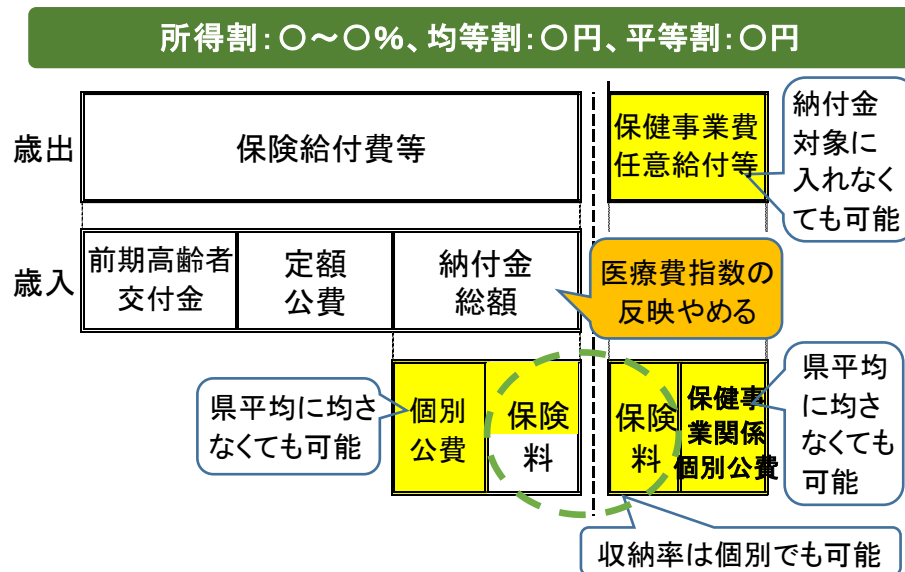 所得割：〇～〇％、均等割：〇円、平等割：〇円
歳出
保険給付費等
保健事業費
任意給付等
納付金
対象に
入れなく
ても可能
歳入
前期高齢者
交付金
定額
公費
納付金
総額
医療費指数の
反映やめる
県平均に均さ
なくても可能
個別
公費
保険
料
保険
料
保健事
業関係
個別公費
県平均
に均さ
なくても
可能
収納率は個別でも可能